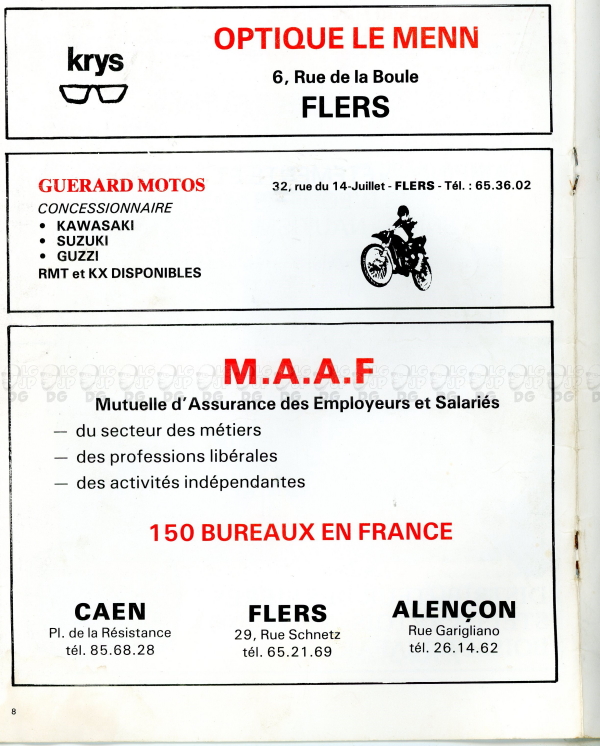 krys
OPTIQUE LE MENN
6, Rue de la Boule
FLERS
GUERARD MOTOS
32, rue du 14-Juillet - FLERS - Tél. : 65.36.02
CONCESSIONNAIRE
• KAWASAKI
• SUZUKI
• GUZZI
RMT et KX DISPONIBLES
M.A.A.F
Mutuelle d'Assurance des Employeurs et Salariés
— du secteur des métiers
— des professions libérales
— des activités indépendantes
150 BUREAUX EN FRANCE
CAEN
Pl. de la Résistance
tél. 85.68.28
FLERS
29, Rue Schnetz
tél. 65.21.69
ALENÇON
Rue Garigliano
tél. 26.14.62
8